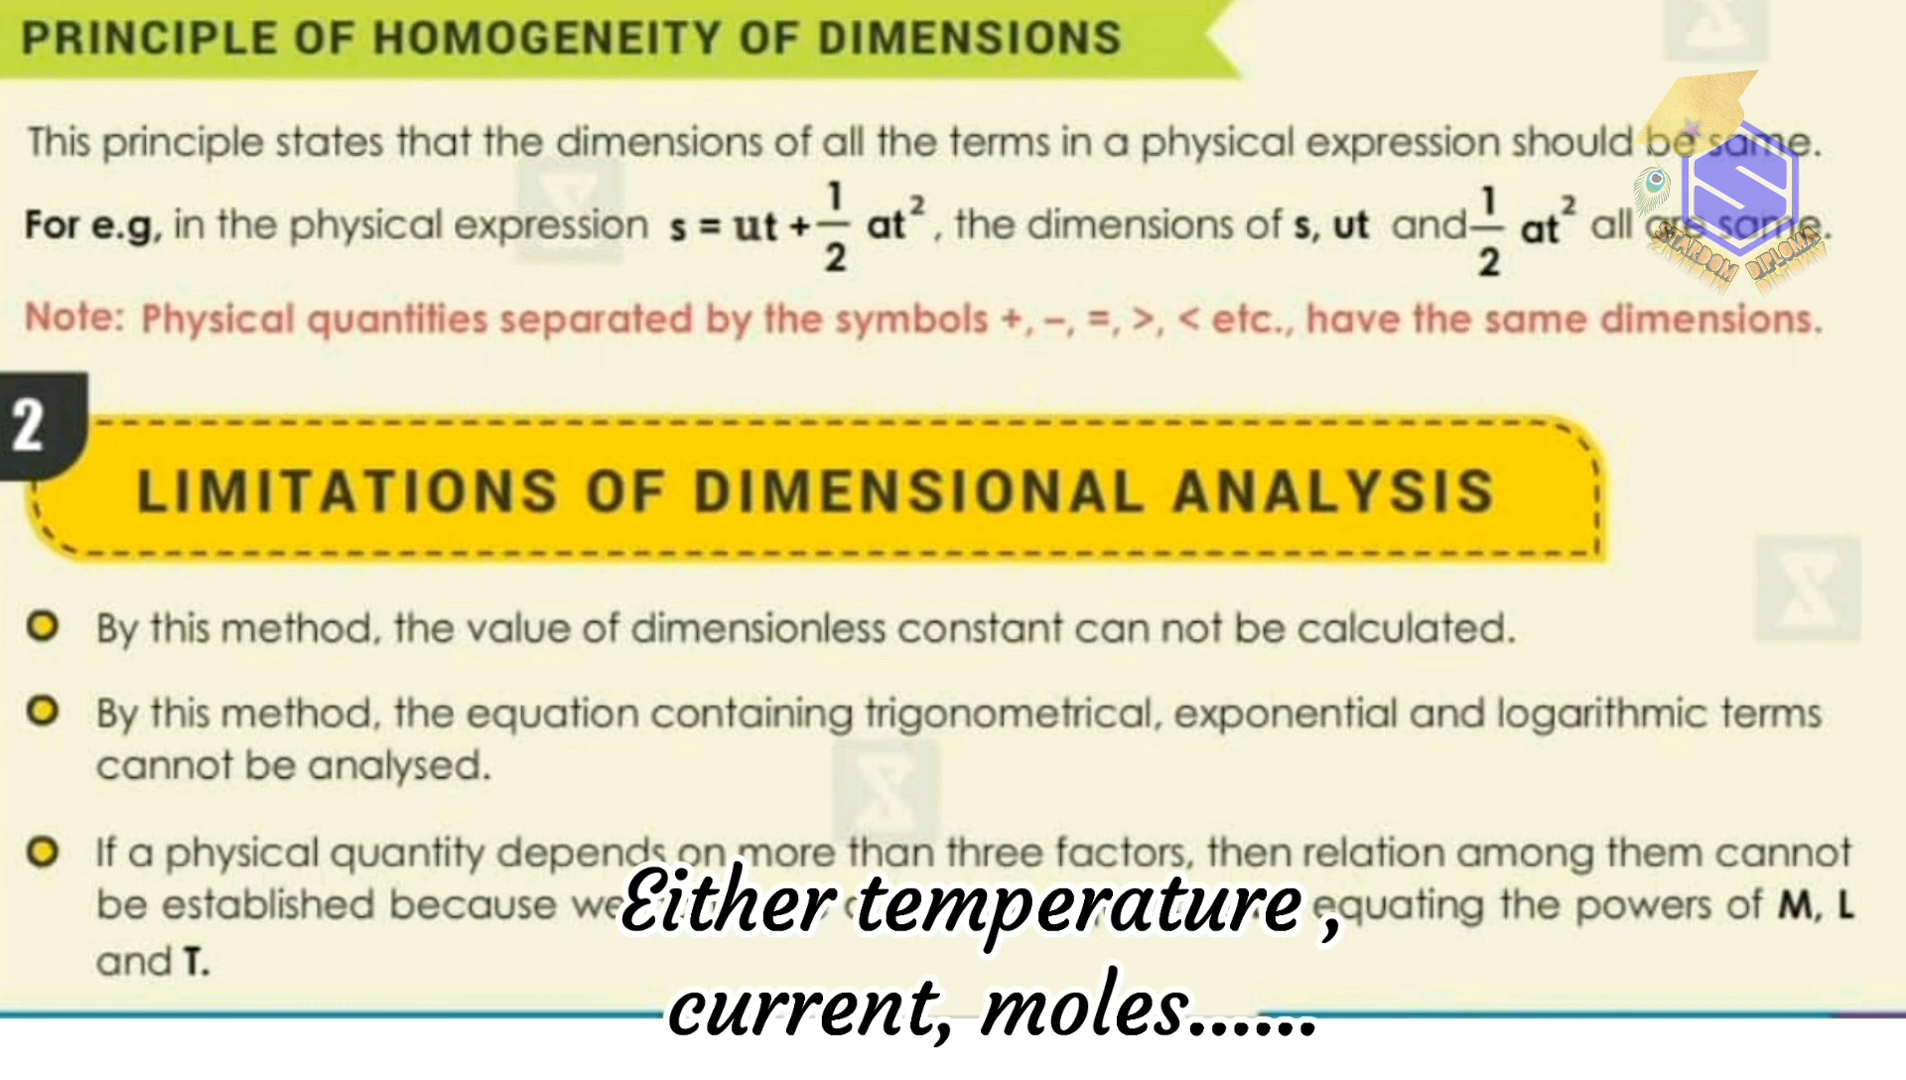 PRINCIPLE OF HOMOGENEITY OF DIMENSIONS
This principle states that the dimensions of all the terms in a physical expression should be same.
For e.g, in the physical expression s = ut + 1/2 at², the dimensions of s, ut and 1/2 at² all are same.
STARDOM DIPLOMA
Note: Physical quantities separated by the symbols +, –, =, >, < etc., have the same dimensions.
2
LIMITATIONS OF DIMENSIONAL ANALYSIS
By this method, the value of dimensionless constant can not be calculated.
By this method, the equation containing trigonometrical, exponential and logarithmic terms
cannot be analysed.
If a physical quantity depends on more than three factors, then relation among them cannot
be established because we equating the powers of M, L
and T.
Either temperature ,
current, moles......